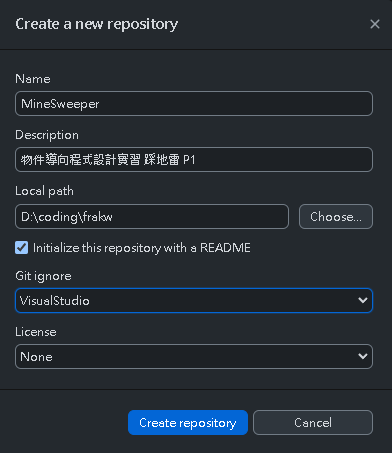 Create a new repository
Name
MineSweeper
Description
物件導向程式設計實習 踩地雷 P1
Local path
D:\coding\frakw
Choose...
Initialize this repository with a README
Git ignore
VisualStudio
License
None
Create repository
Cancel